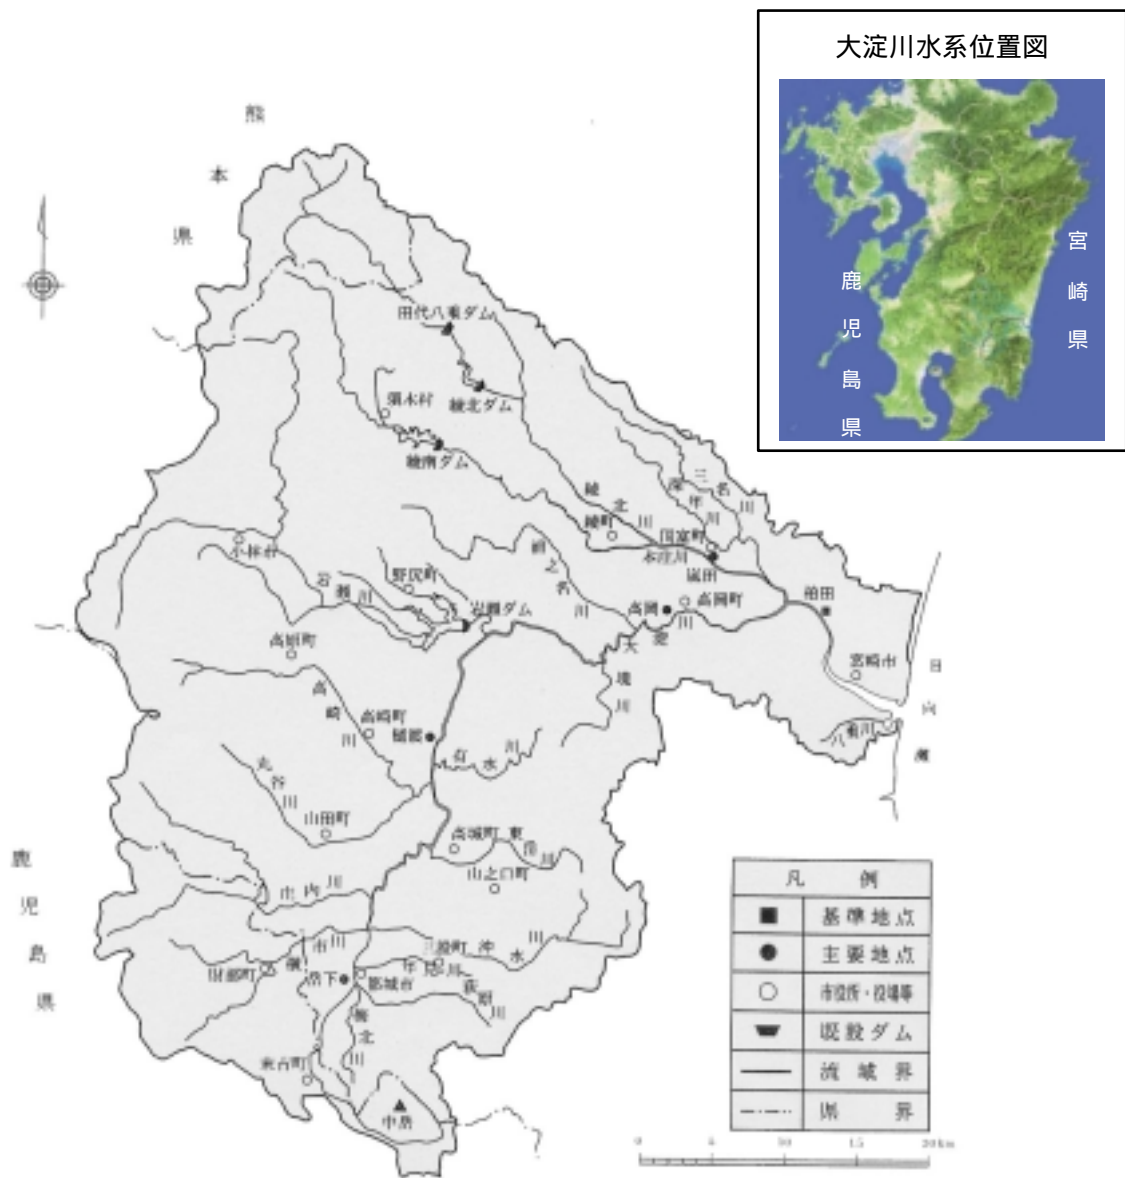 大淀川水系位置図
宮崎県
鹿児島県
熊本県
田代八重ダム
綾北ダム
須木村
綾南ダム
三名川
深年川
綾北川
綾町
国富町
本庄川
嵐田
小林市
岩瀬川
野尻町
岩瀬ダム
高岡
高岡町
柏田
大淀川
宮崎市
日向灘
八重川
境川
高原町
高崎川
高崎町
樋渡
有水川
丸谷川
山田町
高城町
東岳川
山之口町
庄内川
鹿児島県
横市川
三股町
沖水川
財部町
岳下
都城市
年見川
萩原川
梅北川
末吉町
中岳
凡例
基準地点
主要地点
市役所・役場等
既設ダム
流域界
県界
0 5 10 15 20km